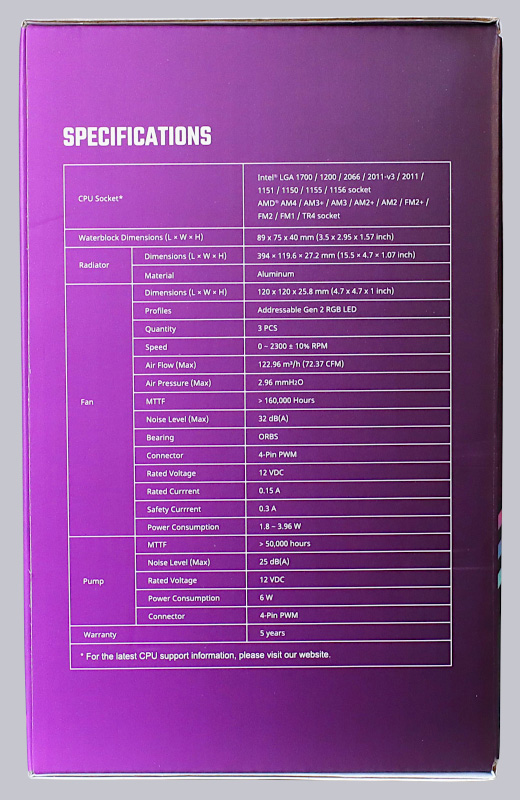 SPECIFICATIONS
CPU Socket*
Intel® LGA 1700 / 1200 / 2066 / 2011-v3 / 2011 /
1151 / 1150 / 1155 / 1156 socket
AMD® AM4 / AM3+ / AM3 / AM2+ / AM2 / FM2+ /
FM2 / FM1 / TR4 socket
Waterblock Dimensions (L × W × H) 89 x 75 x 40 mm (3.5 x 2.95 x 1.57 inch)
Radiator
Dimensions (L × W × H) 394 × 119.6 × 27.2 mm (15.5 × 4.7 × 1.07 inch)
Material Aluminum
Fan
Dimensions (L × W × H) 120 x 120 x 25.8 mm (4.7 x 4.7 x 1 inch)
Profiles Addressable Gen 2 RGB LED
Quantity 3 PCS
Speed 0 ~ 2300 ± 10% RPM
Air Flow (Max) 122.96 m³/h (72.37 CFM)
Air Pressure (Max) 2.96 mmH2O
MTTF > 160,000 Hours
Noise Level (Max) 32 dB(A)
Bearing ORBS
Connector 4-Pin PWM
Rated Voltage 12 VDC
Rated Currrent 0.15 A
Safety Currrent 0.3 A
Power Consumption 1.8 ~ 3.96 W
Pump
MTTF > 50,000 hours
Noise Level (Max) 25 dB(A)
Rated Voltage 12 VDC
Power Consumption 6 W
Connector 4-Pin PWM
Warranty 5 years
* For the latest CPU support information, please visit our website.